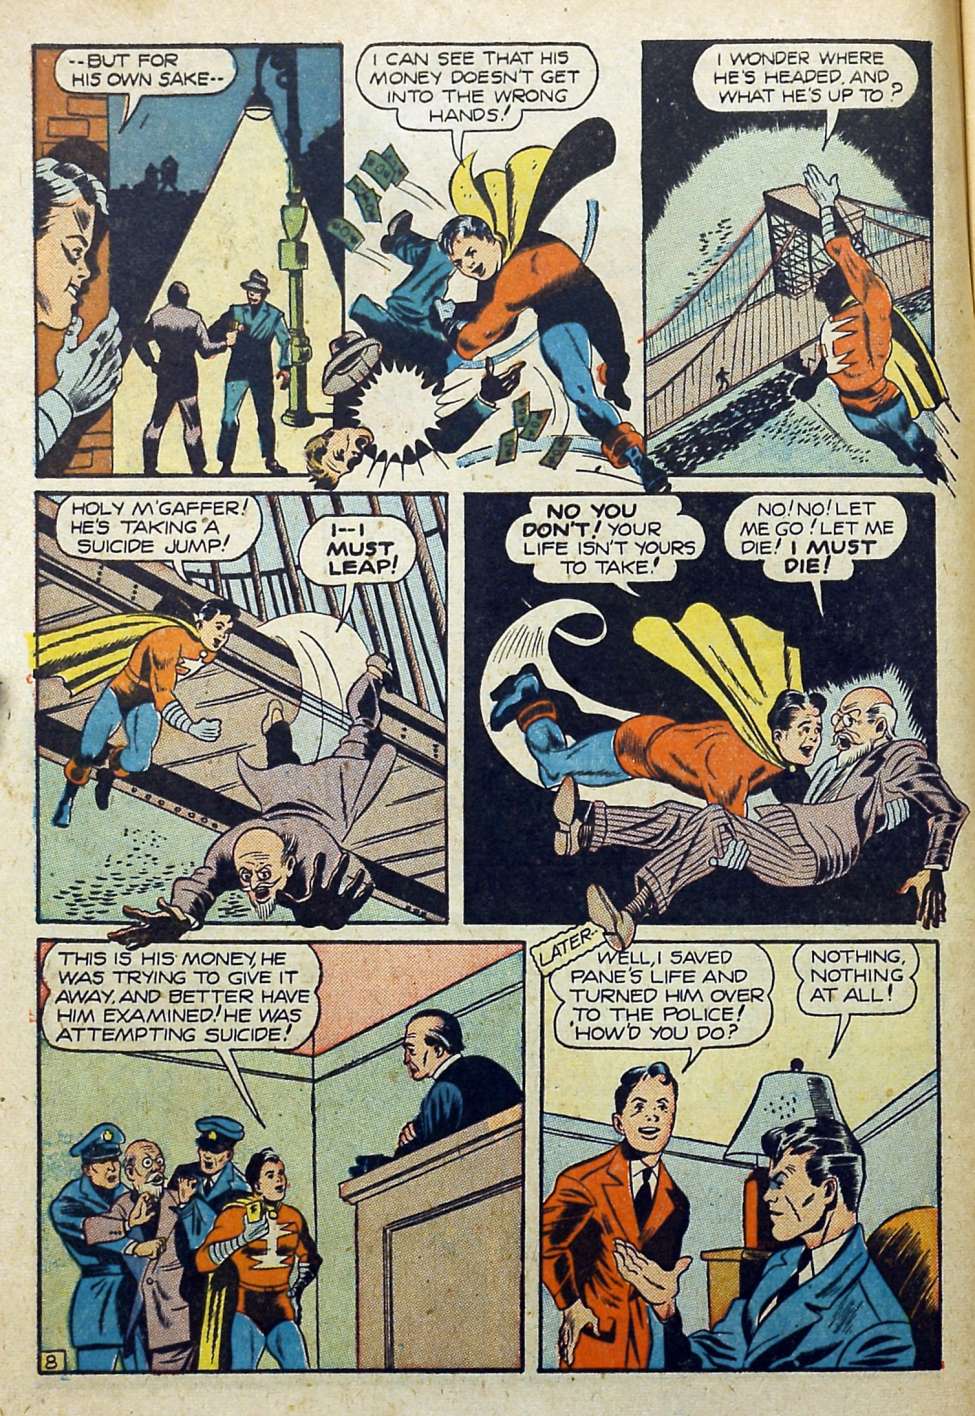 --BUT FOR
HIS OWN SAKE--
I CAN SEE THAT HIS
MONEY DOESN'T GET
INTO THE WRONG
HANDS!
I WONDER WHERE
HE'S HEADED, AND
WHAT HE'S UP TO?
HOLY M'GAFFER!
HE'S TAKING A
SUICIDE JUMP!
I--I
MUST
LEAP!
NO YOU
DON'T! YOUR
LIFE ISN'T YOURS
TO TAKE!
NO! NO! LET
ME GO! LET ME
DIE! I MUST
DIE!
THIS IS HIS MONEY, HE
WAS TRYING TO GIVE IT
AWAY, AND BETTER HAVE
HIM EXAMINED! HE WAS
ATTEMPTING SUICIDE!
8
LATER--
WELL, I SAVED
PANE'S LIFE AND
TURNED HIM OVER
TO THE POLICE!
HOW'D YOU DO?
NOTHING,
NOTHING
AT ALL!